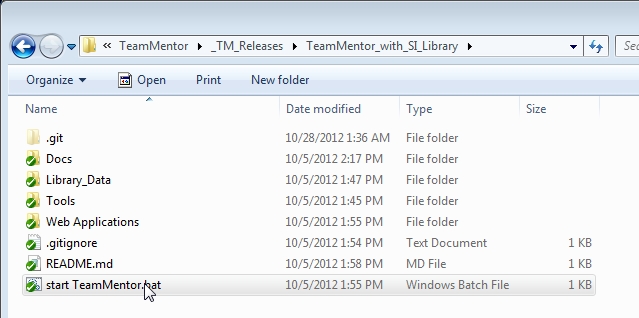 « TeamMentor ▸ _TM_Releases ▸ TeamMentor_with_SI_Library ▸
Organize ▾ Open Print New folder
Name Date modified Type Size
.git 10/28/2012 1:36 AM File folder
Docs 10/5/2012 2:17 PM File folder
Library_Data 10/5/2012 1:47 PM File folder
Tools 10/5/2012 1:45 PM File folder
Web Applications 10/5/2012 1:55 PM File folder
.gitignore 10/5/2012 1:54 PM Text Document 1 KB
README.md 10/5/2012 1:58 PM MD File 1 KB
start TeamMentor.bat 10/5/2012 1:55 PM Windows Batch File 1 KB